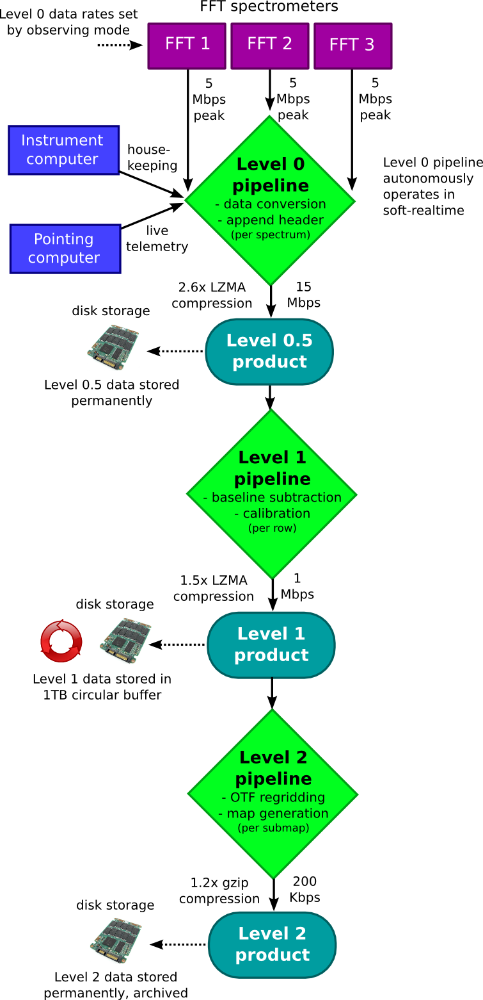 FFT spectrometers
Level 0 data rates set
by observing mode
FFT 1
FFT 2
FFT 3
5
Mbps
peak
5
Mbps
peak
5
Mbps
peak
Instrument
computer
house-
keeping
Pointing
computer
live
telemetry
Level 0
pipeline
- data conversion
- append header
(per spectrum)
Level 0 pipeline
autonomously
operates in
soft-realtime
2.6x LZMA
compression
15
Mbps
disk storage
Level 0.5
product
Level 0.5 data stored
permanently
Level 1
pipeline
- baseline subtraction
- calibration
(per row)
1.5x LZMA
compression
1
Mbps
disk storage
Level 1
product
Level 1 data stored in
1TB circular buffer
Level 2
pipeline
- OTF regridding
- map generation
(per submap)
1.2x gzip
compression
200
Kbps
disk storage
Level 2
product
Level 2 data stored
permanently, archived